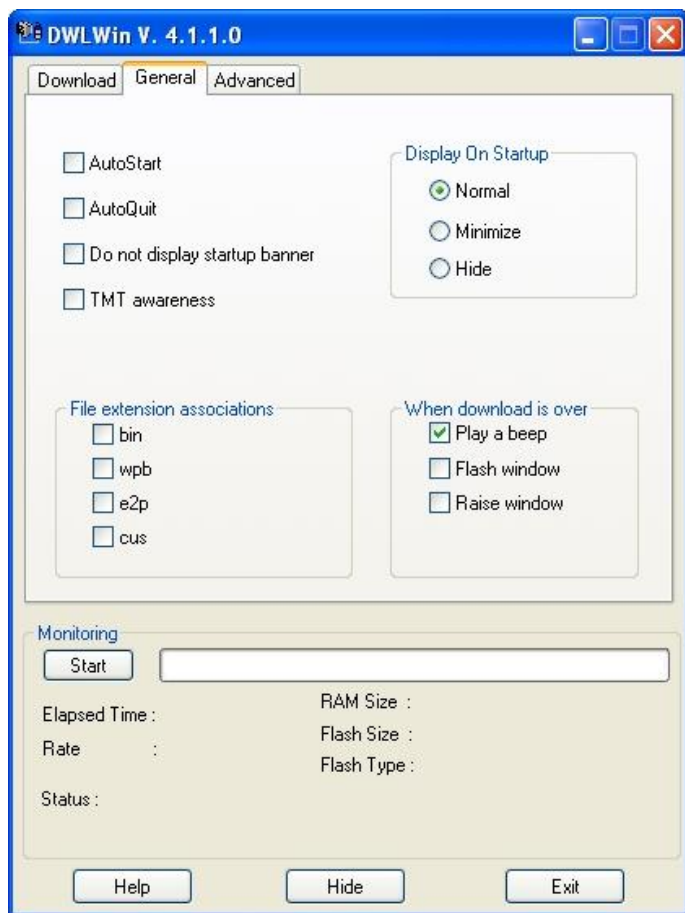 DWLWin V. 4.1.1.0
Download General Advanced
AutoStart
AutoQuit
Do not display startup banner
TMT awareness
Display On Startup
Normal
Minimize
Hide
File extension associations
bin
wpb
e2p
cus
When download is over
Play a beep
Flash window
Raise window
Monitoring
Start
Elapsed Time :
Rate :
Status :
RAM Size :
Flash Size :
Flash Type :
Help Hide Exit